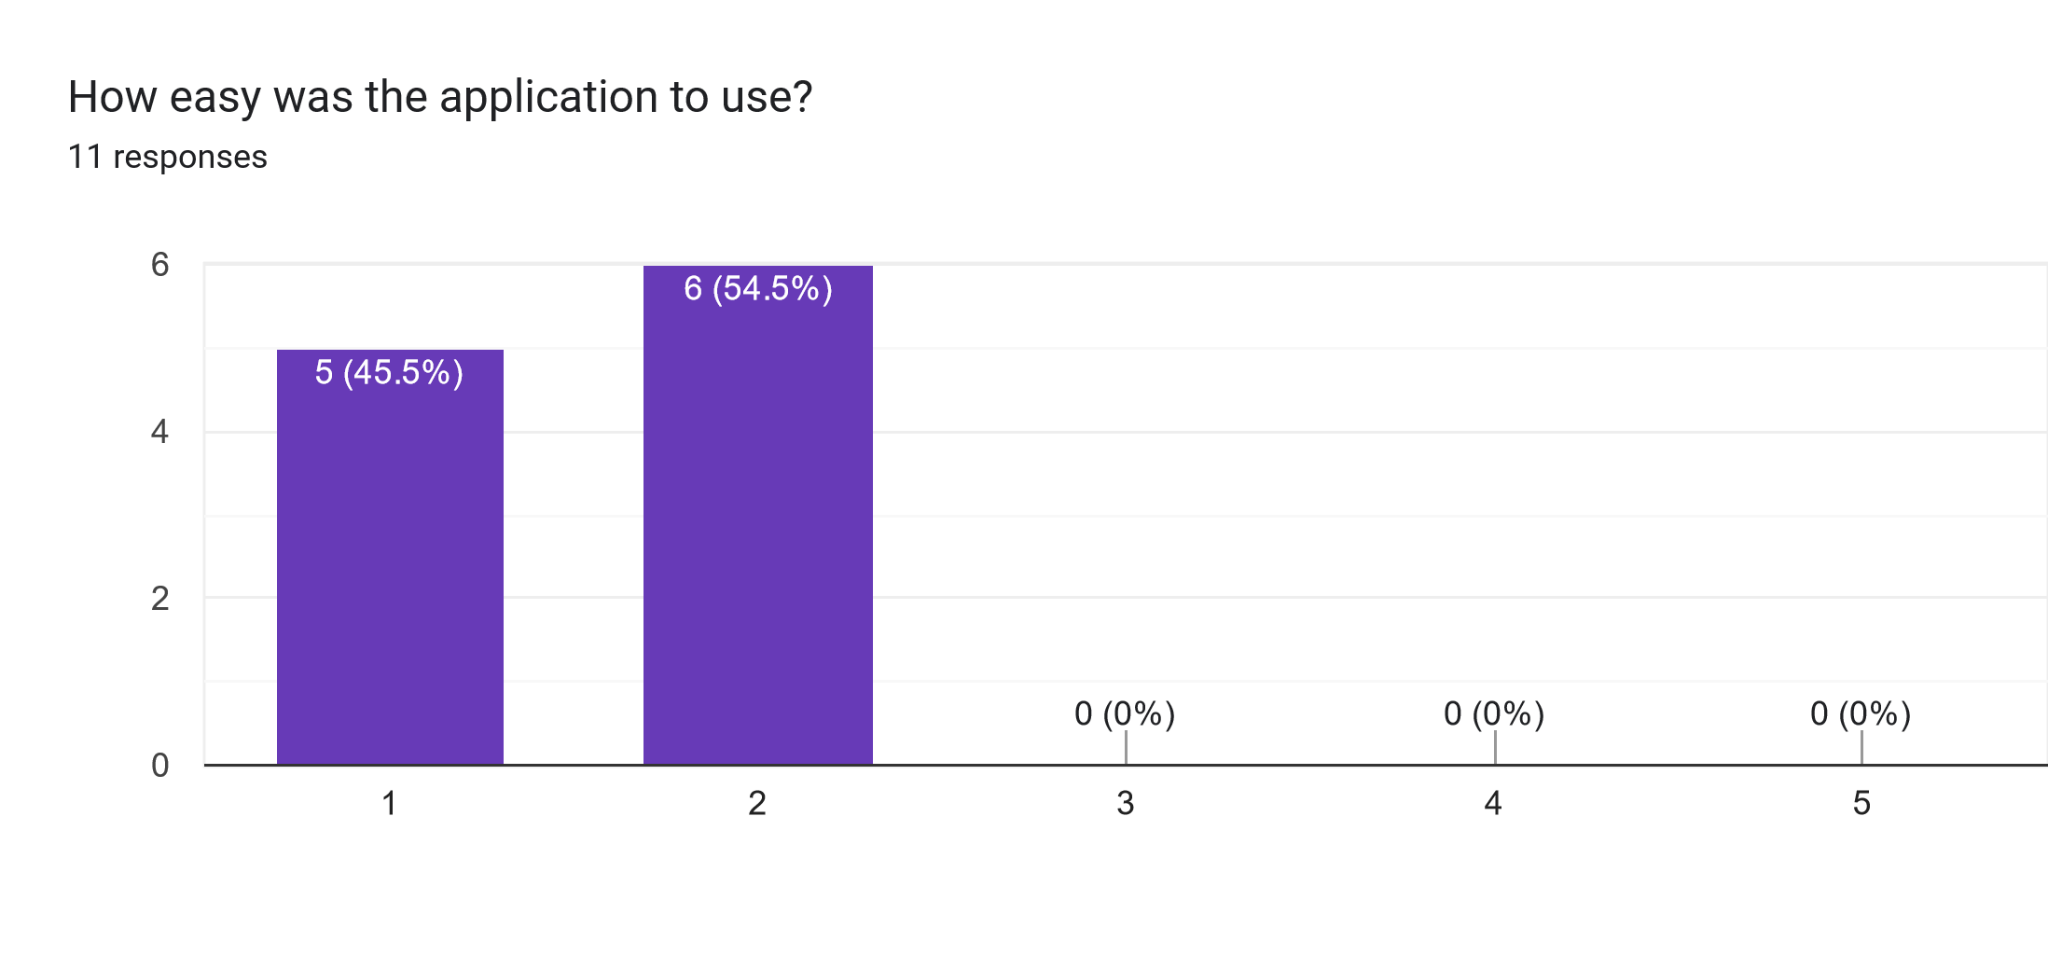 How easy was the application to use?
11 responses
6
6 (54.5%)
5 (45.5%)
4
2
0 (0%) 0 (0%) 0 (0%)
0
1 2 3 4 5